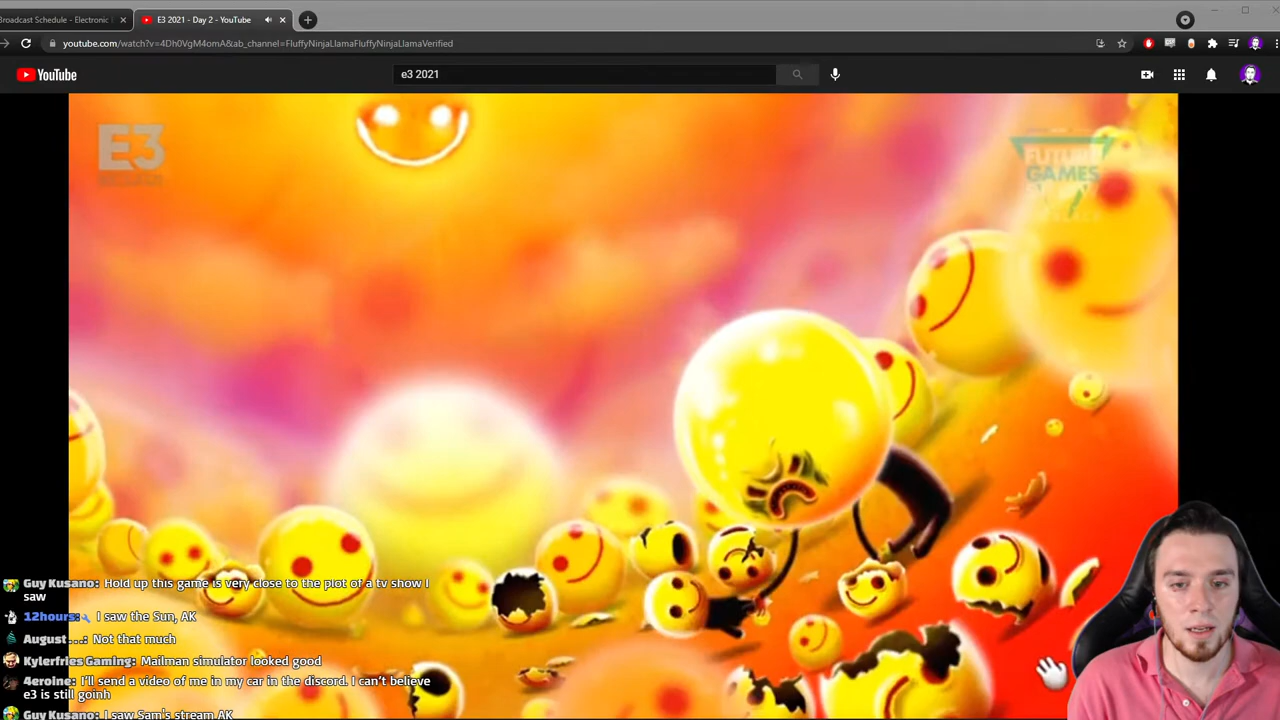 Broadcast Schedule - Electronic
E3 2021 - Day 2 - YouTube
youtube.com/watch?v=4Dh0VgM4omA&ab_channel=FluffyNinjaLlamaFluffyNinjaLlamaVerified
YouTube
e3 2021
E3
FUTURE
GAMES
Guy Kusano: Hold up this game is very close to the plot of a tv show I
saw
12hours: I saw the Sun, AK
August ...: Not that much
Kylerfries Gaming: Mailman simulator looked good
4eroine: I'll send a video of me in my car in the discord. I can't believe
e3 is still goinh
Guy Kusano: I saw Sam's stream AK